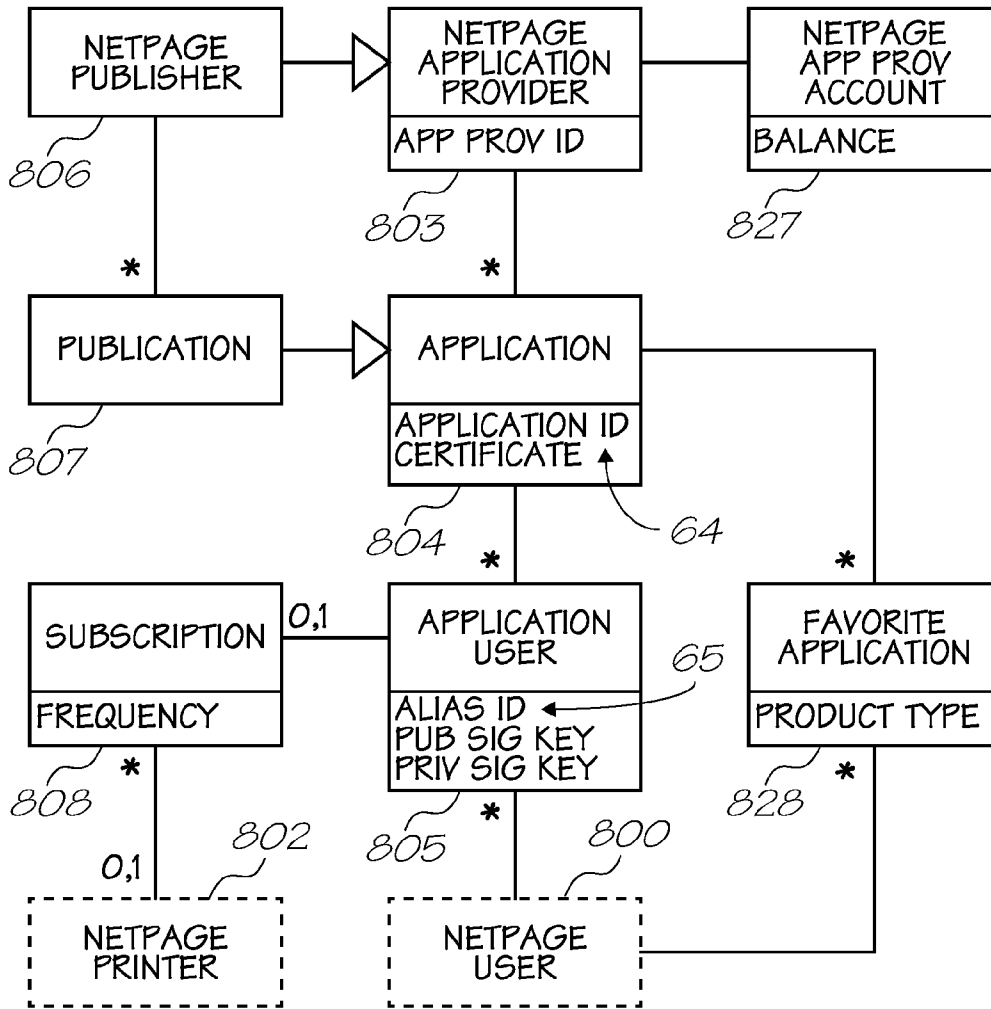 NETPAGE
PUBLISHER
806
NETPAGE
APPLICATION
PROVIDER
APP PROV ID
803
NETPAGE
APP PROV
ACCOUNT
BALANCE
827
*
*
PUBLICATION
807
APPLICATION
APPLICATION ID
CERTIFICATE
804
64
*
*
SUBSCRIPTION
FREQUENCY
808
0,1
APPLICATION
USER
ALIAS ID
PUB SIG KEY
PRIV SIG KEY
805
65
FAVORITE
APPLICATION
PRODUCT TYPE
828
*
*
*
0,1
802
NETPAGE
PRINTER
800
NETPAGE
USER